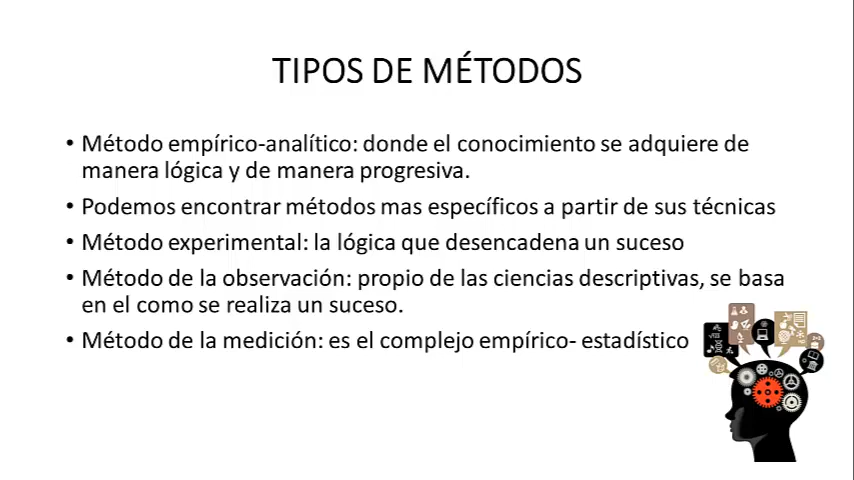 TIPOS DE MÉTODOS
• Método empírico-analítico: donde el conocimiento se adquiere de
manera lógica y de manera progresiva.
• Podemos encontrar métodos mas específicos a partir de sus técnicas
• Método experimental: la lógica que desencadena un suceso
• Método de la observación: propio de las ciencias descriptivas, se basa
en el como se realiza un suceso.
• Método de la medición: es el complejo empírico- estadístico